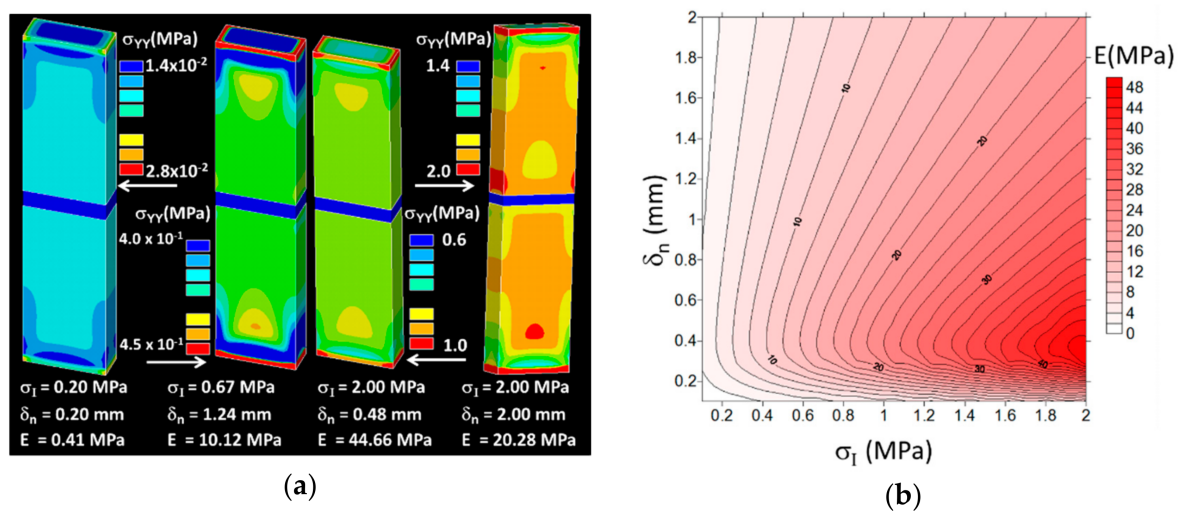 σYY(MPa)
1.4x10⁻²
2.8x10⁻²
σYY(MPa)
4.0 x 10⁻¹
4.5 x 10⁻¹
σYY(MPa)
1.4
2.0
σYY(MPa)
0.6
1.0
σI = 0.20 MPa σI = 0.67 MPa σI = 2.00 MPa σI = 2.00 MPa
δn = 0.20 mm δn = 1.24 mm δn = 0.48 mm δn = 2.00 mm
E = 0.41 MPa E = 10.12 MPa E = 44.66 MPa E = 20.28 MPa
(a)
2
1.8
1.6
1.4
1.2
1
0.8
0.6
0.4
0.2
δn (mm)
10
20
10
20
30
10
20
30
40
0.2 0.4 0.6 0.8 1 1.2 1.4 1.6 1.8 2
σI (MPa)
E(MPa)
48
44
40
36
32
28
24
20
16
12
8
4
0
(b)